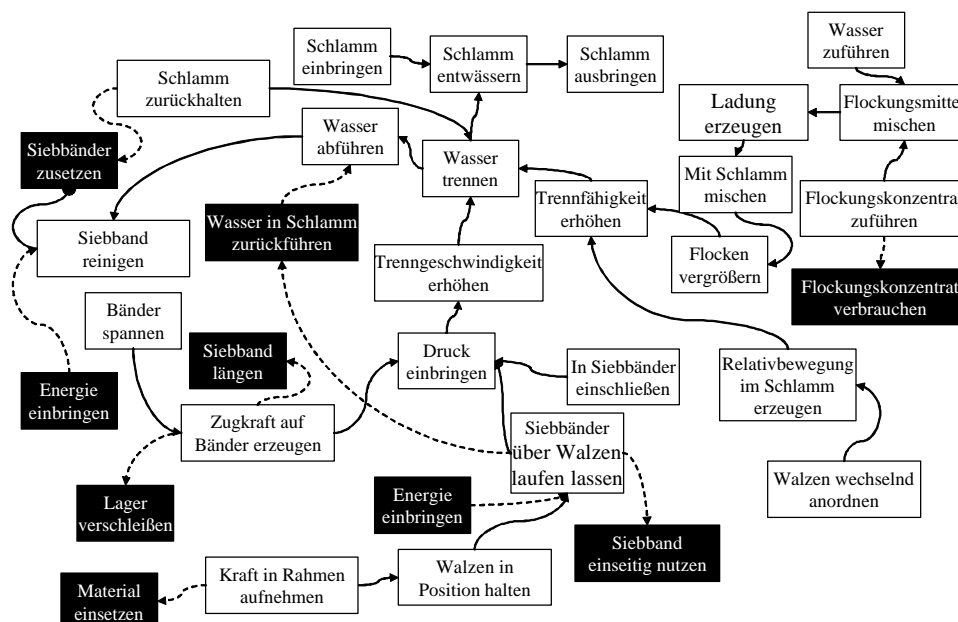 Wasser
zuführen
Schlamm
einbringen
Schlamm
entwässern
Schlamm
ausbringen
Schlamm
zurückhalten
Ladung
erzeugen
Flockungsmitte
mischen
Wasser
abführen
Siebbänder
zusetzen
Wasser
trennen
Mit Schlamm
mischen
Trennfähigkeit
erhöhen
Flockungskonzentrat
zuführen
Wasser in Schlamm
zurückführen
Siebband
reinigen
Flocken
vergrößern
Trenngeschwindigkeit
erhöhen
Flockungskonzentrat
verbrauchen
Bänder
spannen
Siebband
längen
Druck
einbringen
In Siebbänder
einschließen
Relativbewegung
im Schlamm
erzeugen
Energie
einbringen
Zugkraft auf
Bänder erzeugen
Siebbänder
über Walzen
laufen lassen
Walzen wechselnd
anordnen
Lager
verschleißen
Energie
einbringen
Siebband
einseitig nutzen
Kraft in Rahmen
aufnehmen
Walzen in
Position halten
Material
einsetzen